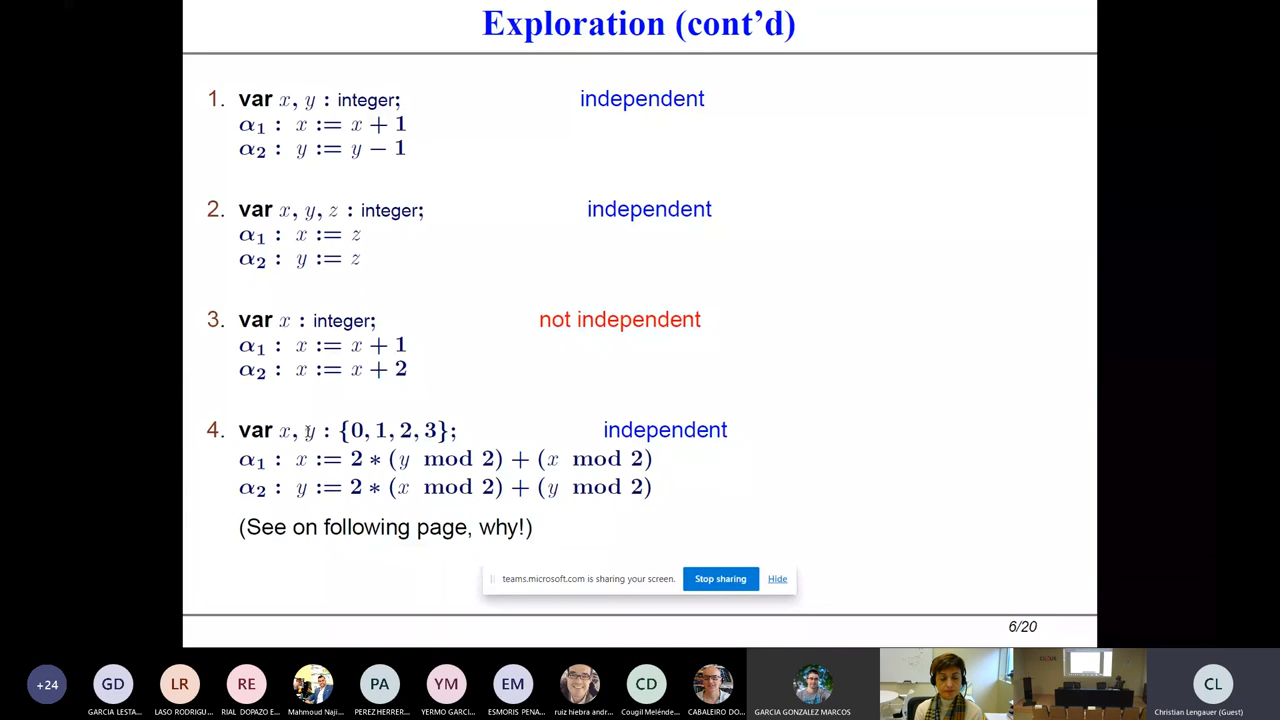 Exploration (cont'd)
1. var x, y : integer; independent
α₁ : x := x + 1
α₂ : y := y − 1
2. var x, y, z : integer; independent
α₁ : x := z
α₂ : y := z
3. var x : integer; not independent
α₁ : x := x + 1
α₂ : x := x + 2
4. var x, y : {0, 1, 2, 3}; independent
α₁ : x := 2 ∗ (y mod 2) + (x mod 2)
α₂ : y := 2 ∗ (x mod 2) + (y mod 2)
(See on following page, why!)
teams.microsoft.com is sharing your screen. Stop sharing Hide
6/20
+24 GD LR RE PA YM EM CD CL
GARCIA LESTA... LASO RODRIGU... RIAL DOPAZO E... Mahmoud Naji... PEREZ HERRER... YERMO GARCI... ESMORIS PENA... ruiz hiebra andr... Cougil Melénde... CABALEIRO DO... GARCIA GONZALEZ MARCOS Christian Lengauer (Guest)